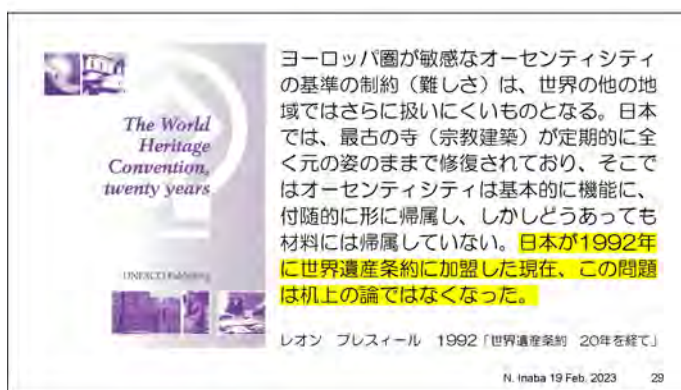 The World
Heritage
Convention,
twenty years
UNESCO Publishing
ヨーロッパ圏が敏感なオーセンティシティ
の基準の制約（難しさ）は、世界の他の地
域ではさらに扱いにくいものとなる。日本
では、最古の寺（宗教建築）が定期的に全
く元の姿のままで修復されており、そこで
はオーセンティシティは基本的に機能に、
付随的に形に帰属し、しかしどうあっても
材料には帰属していない。日本が1992年
に世界遺産条約に加盟した現在、この問題
は机上の論ではなくなった。
レオン プレスィール 1992「世界遺産条約 20年を経て」
N. Inaba 19 Feb. 2023 29